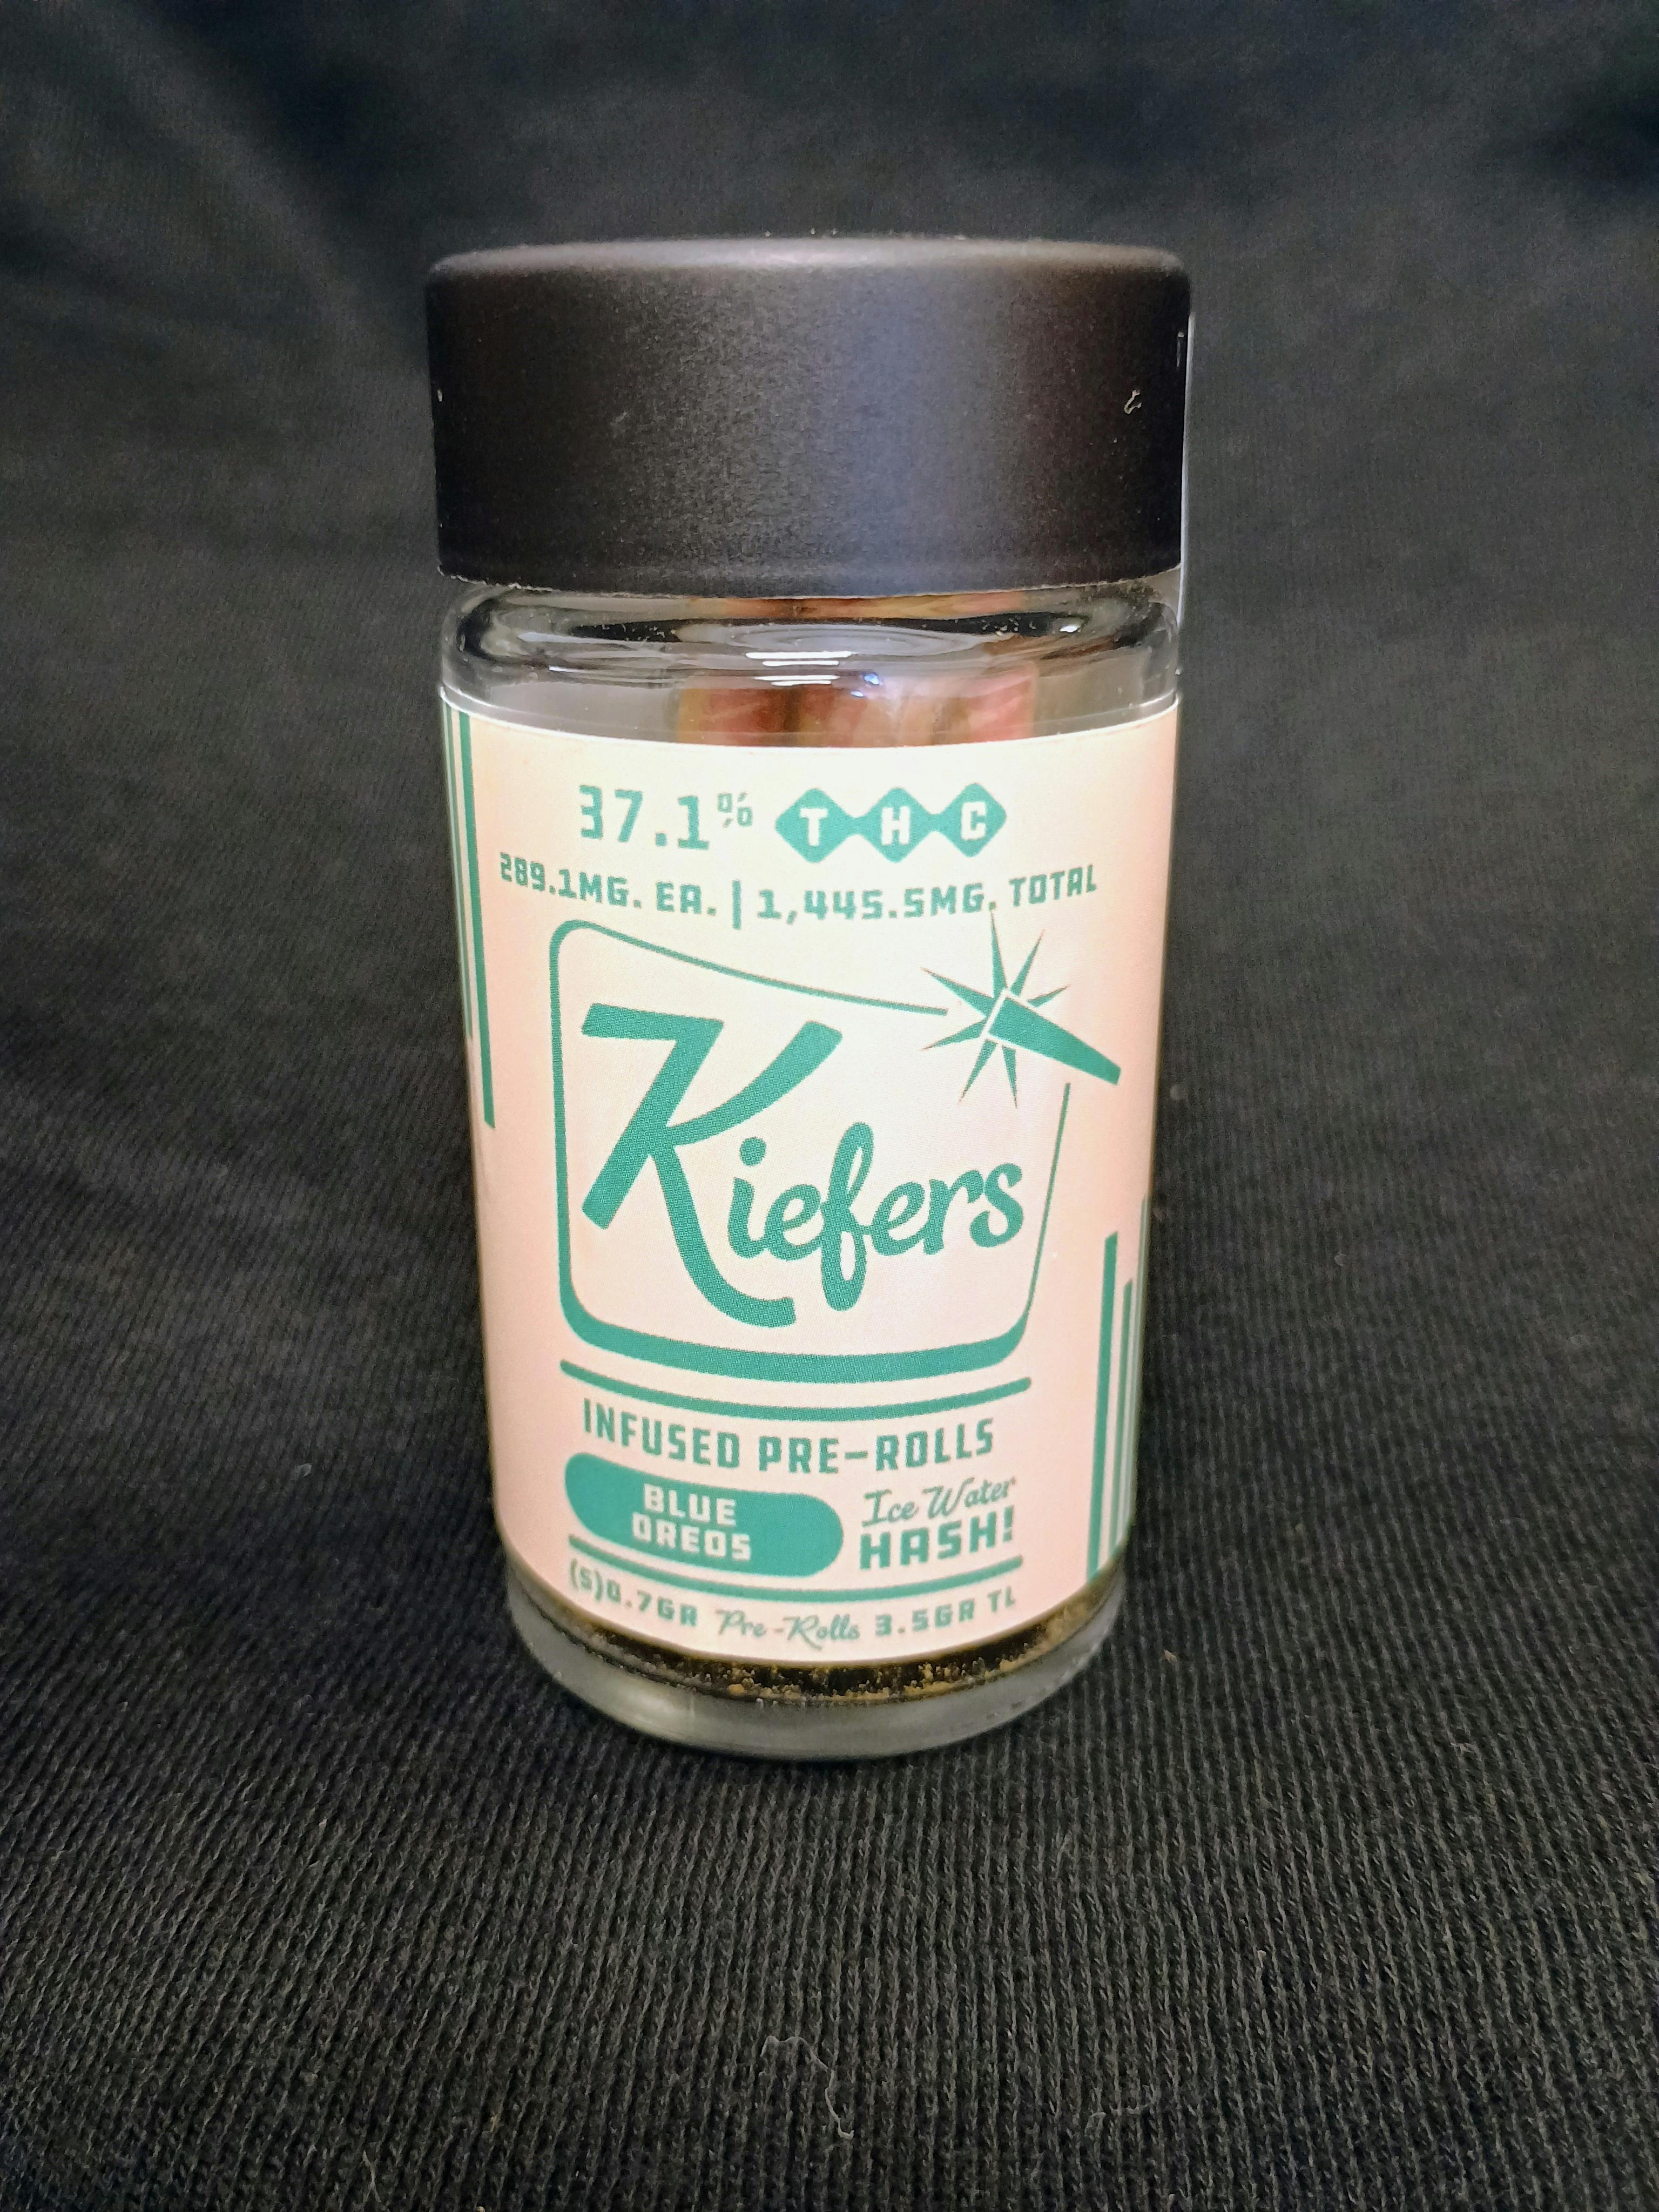 37.1% THC
289.1MG. EA. | 1,445.5MG. TOTAL
Kiefers
INFUSED PRE-ROLLS
BLUE
OREOS
Ice Water
HASH!
(5)0.7GR Pre-Rolls 3.5GR TL